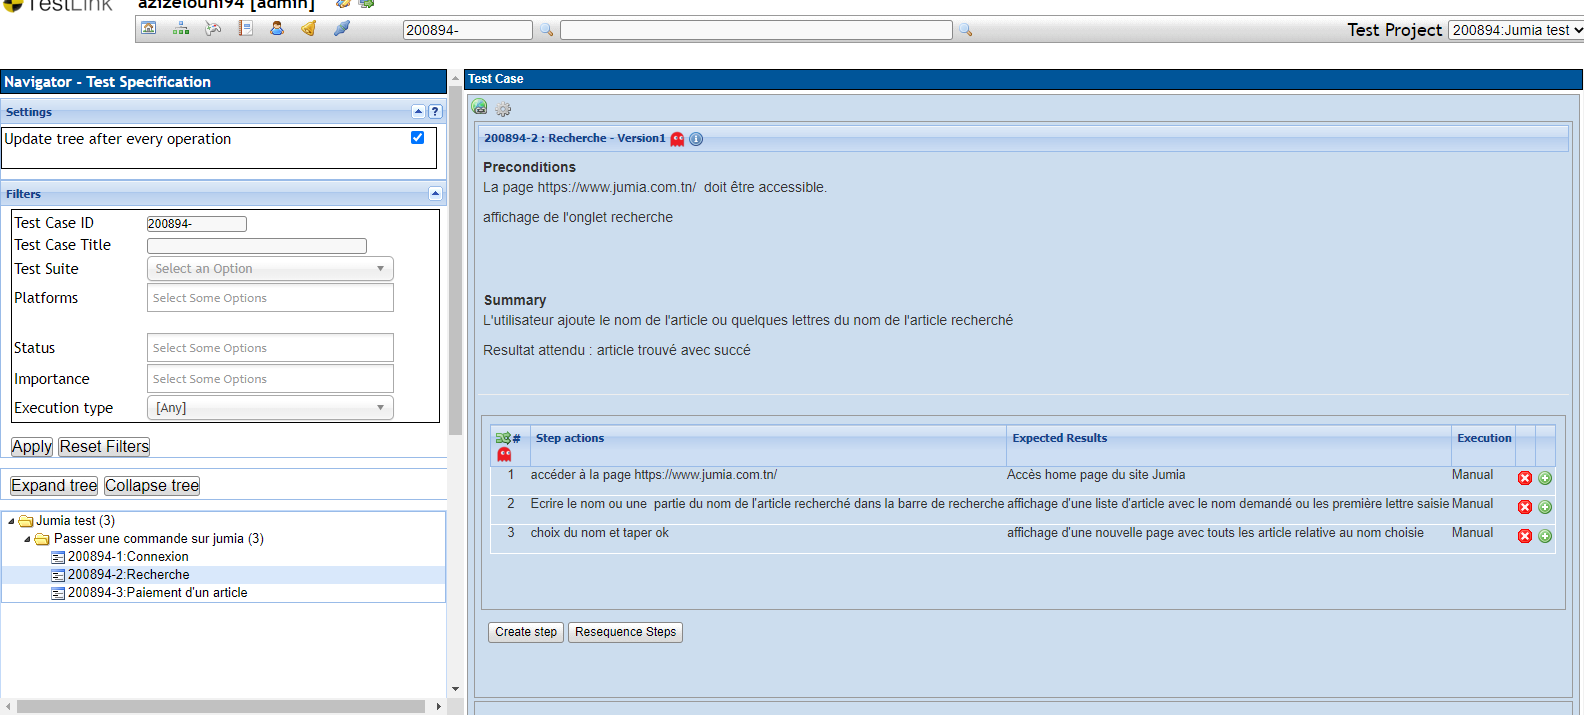 TestLink
azizelouni94 [admin]
200894-
Test Project 200894:Jumia test
Navigator - Test Specification
Settings
?
Update tree after every operation
Filters
Test Case ID 200894-
Test Case Title
Test Suite Select an Option
Platforms Select Some Options
Status Select Some Options
Importance Select Some Options
Execution type [Any]
Apply Reset Filters
Expand tree Collapse tree
Jumia test (3)
Passer une commande sur jumia (3)
200894-1:Connexion
200894-2:Recherche
200894-3:Paiement d'un article
Test Case
200894-2 : Recherche - Version1
Preconditions
La page https://www.jumia.com.tn/  doit être accessible.
affichage de l'onglet recherche
Summary
L'utilisateur ajoute le nom de l'article ou quelques lettres du nom de l'article recherché
Resultat attendu : article trouvé avec succé
# Step actions Expected Results Execution
1 accéder à la page https://www.jumia.com.tn/ Accès home page du site Jumia Manual
2 Ecrire le nom ou une  partie du nom de l'article recherché dans la barre de recherche affichage d'une liste d'article avec le nom demandé ou les première lettre saisie Manual
3 choix du nom et taper ok affichage d'une nouvelle page avec touts les article relative au nom choisie Manual
Create step Resequence Steps